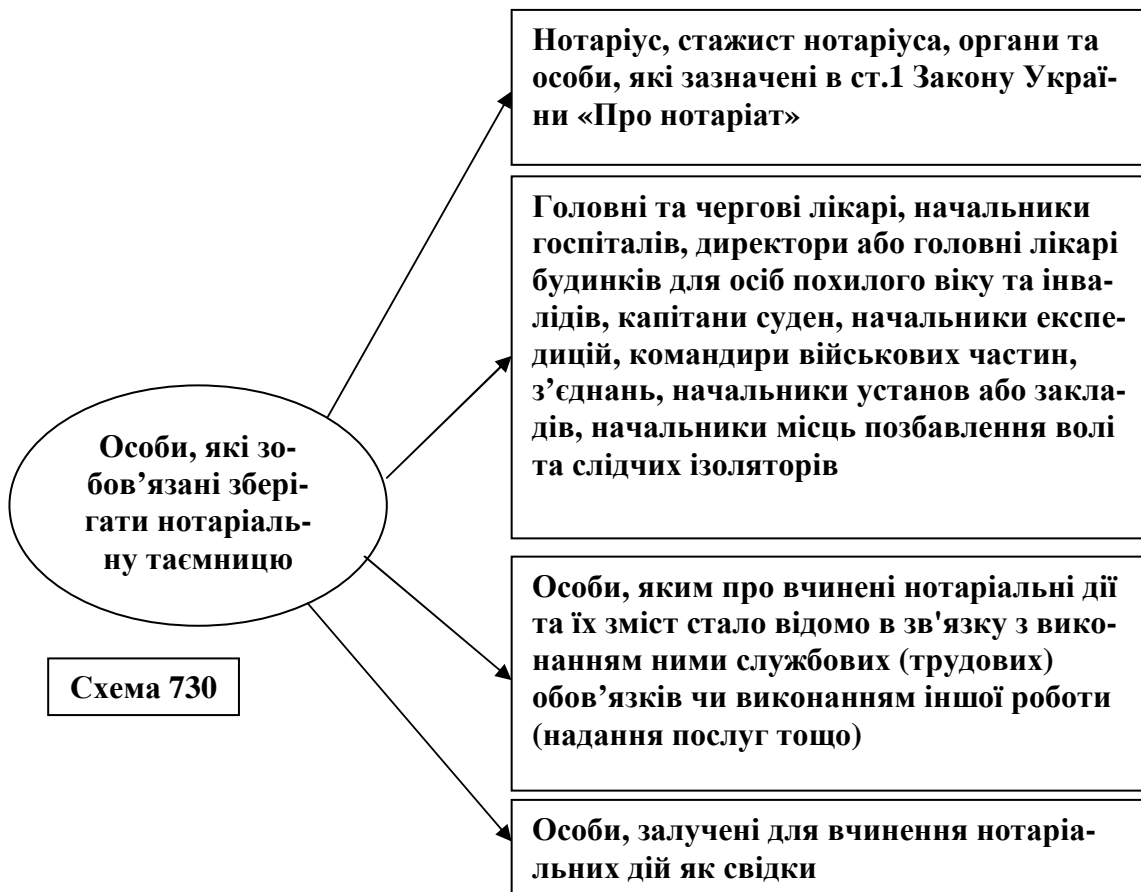 Нотаріус, стажист нотаріуса, органи та
особи, які зазначені в ст.1 Закону Украї-
ни «Про нотаріат»
Головні та чергові лікарі, начальники
госпіталів, директори або головні лікарі
будинків для осіб похилого віку та інва-
лідів, капітани суден, начальники експе-
дицій, командири військових частин,
з’єднань, начальники установ або закла-
дів, начальники місць позбавлення волі
та слідчих ізоляторів
Особи, які зо-
бов’язані збері-
гати нотаріаль-
ну таємницю
Особи, яким про вчинені нотаріальні дії
та їх зміст стало відомо в зв'язку з вико-
нанням ними службових (трудових)
обов’язків чи виконанням іншої роботи
(надання послуг тощо)
Схема 730
Особи, залучені для вчинення нотарі-
альних дій як свідки